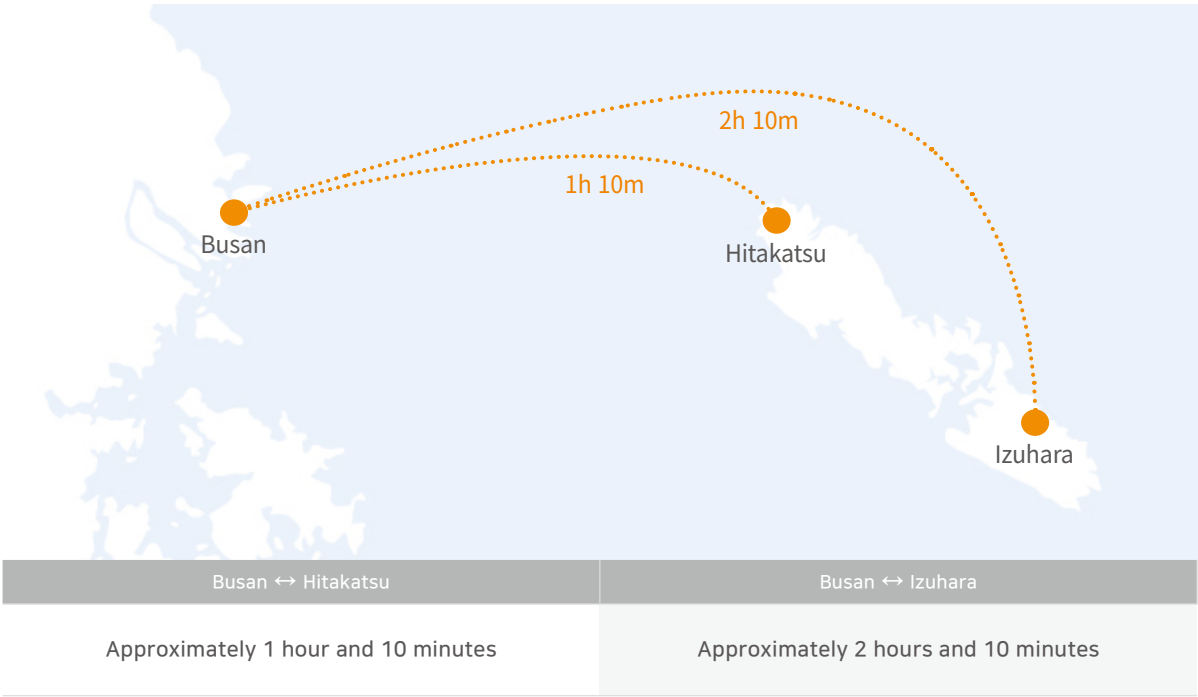 2h 10m
1h 10m
Busan
Hitakatsu
Izuhara
Busan ↔ Hitakatsu
Busan ↔ Izuhara
Approximately 1 hour and 10 minutes
Approximately 2 hours and 10 minutes